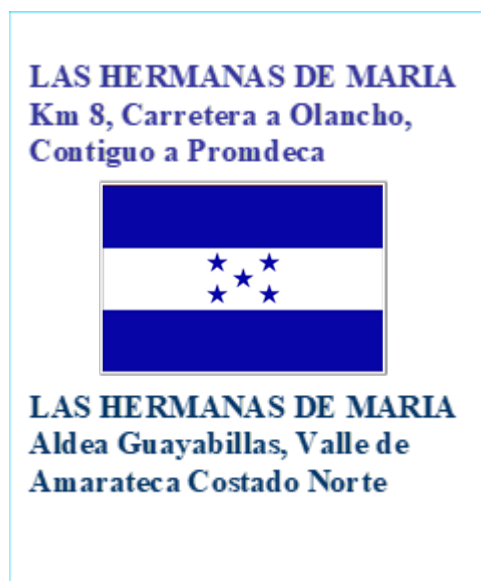 LAS HERMANAS DE MARIA
Km 8, Carretera a Olancho,
Contiguo a Promdeca
LAS HERMANAS DE MARIA
Aldea Guayabillas, Valle de
Amarateca Costado Norte